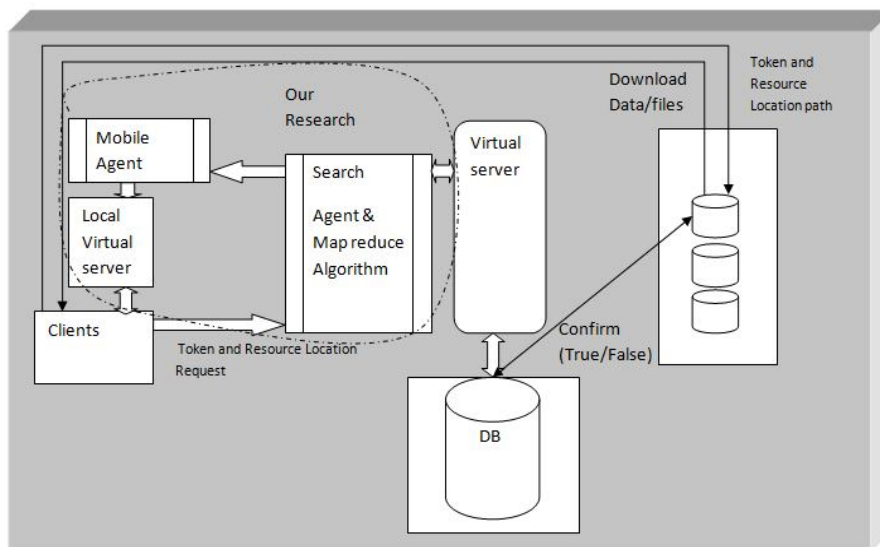 Token and
Resource
Location path
Download
Data/files
Our
Research
Mobile
Agent
Virtual
server
Search
Agent &
Map reduce
Algorithm
Local
Virtual
server
Clients
Confirm
(True/False)
Token and Resource Location
Request
DB